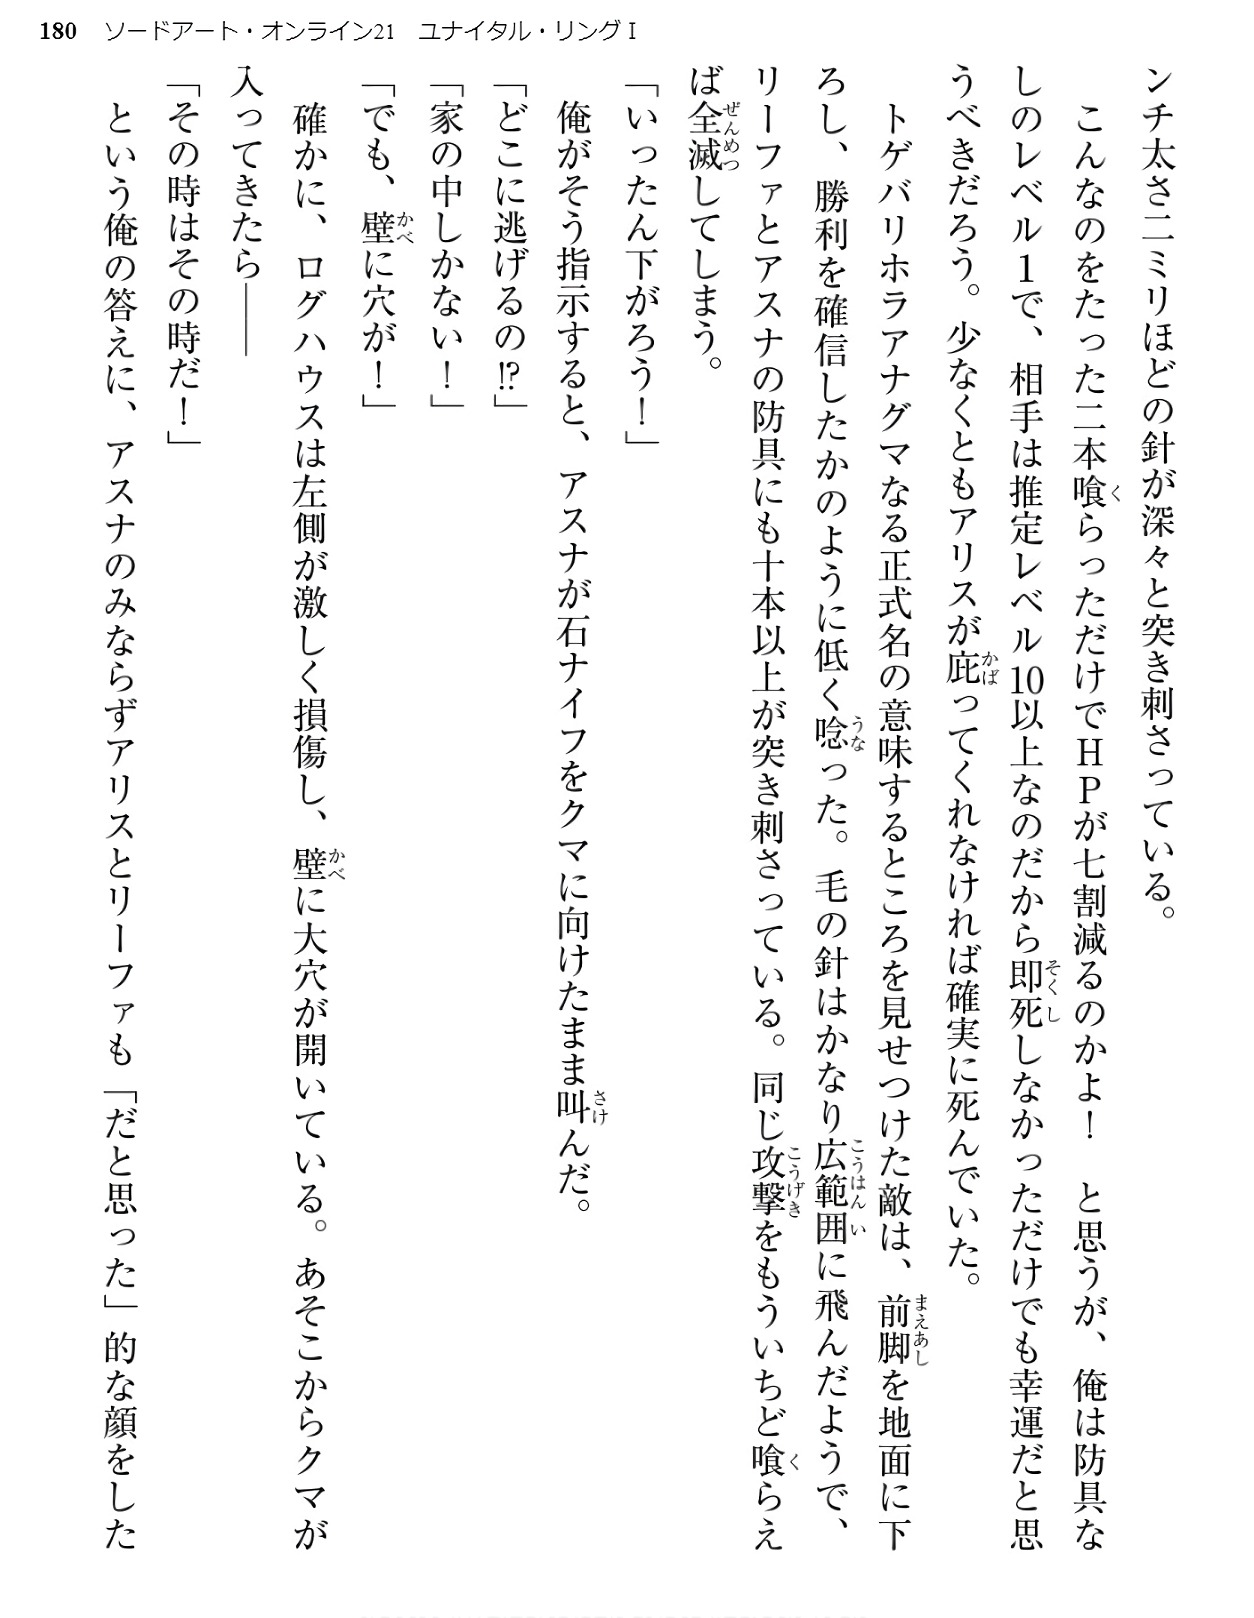 180 ソードアート・オンライン21 ユナイタル・リングⅠ
ンチ太さ二ミリほどの針が深々と突き刺さっている。
こんなのをたった二本喰らっただけでＨＰが七割減るのかよ！　と思うが、俺は防具な
しのレベル1で、相手は推定レベル10以上なのだから即死しなかっただけでも幸運だと思
うべきだろう。少なくともアリスが庇ってくれなければ確実に死んでいた。
トゲバリホラアナグマなる正式名の意味するところを見せつけた敵は、前脚を地面に下
ろし、勝利を確信したかのように低く唸った。毛の針はかなり広範囲に飛んだようで、
リーファとアスナの防具にも十本以上が突き刺さっている。同じ攻撃をもういちど喰らえ
ば全滅してしまう。
「いったん下がろう！」
俺がそう指示すると、アスナが石ナイフをクマに向けたまま叫んだ。
「どこに逃げるの!?」
「家の中しかない！」
「でも、壁に穴が！」
確かに、ログハウスは左側が激しく損傷し、壁に大穴が開いている。あそこからクマが
入ってきたら――
「その時はその時だ！」
という俺の答えに、アスナのみならずアリスとリーファも「だと思った」的な顔をした